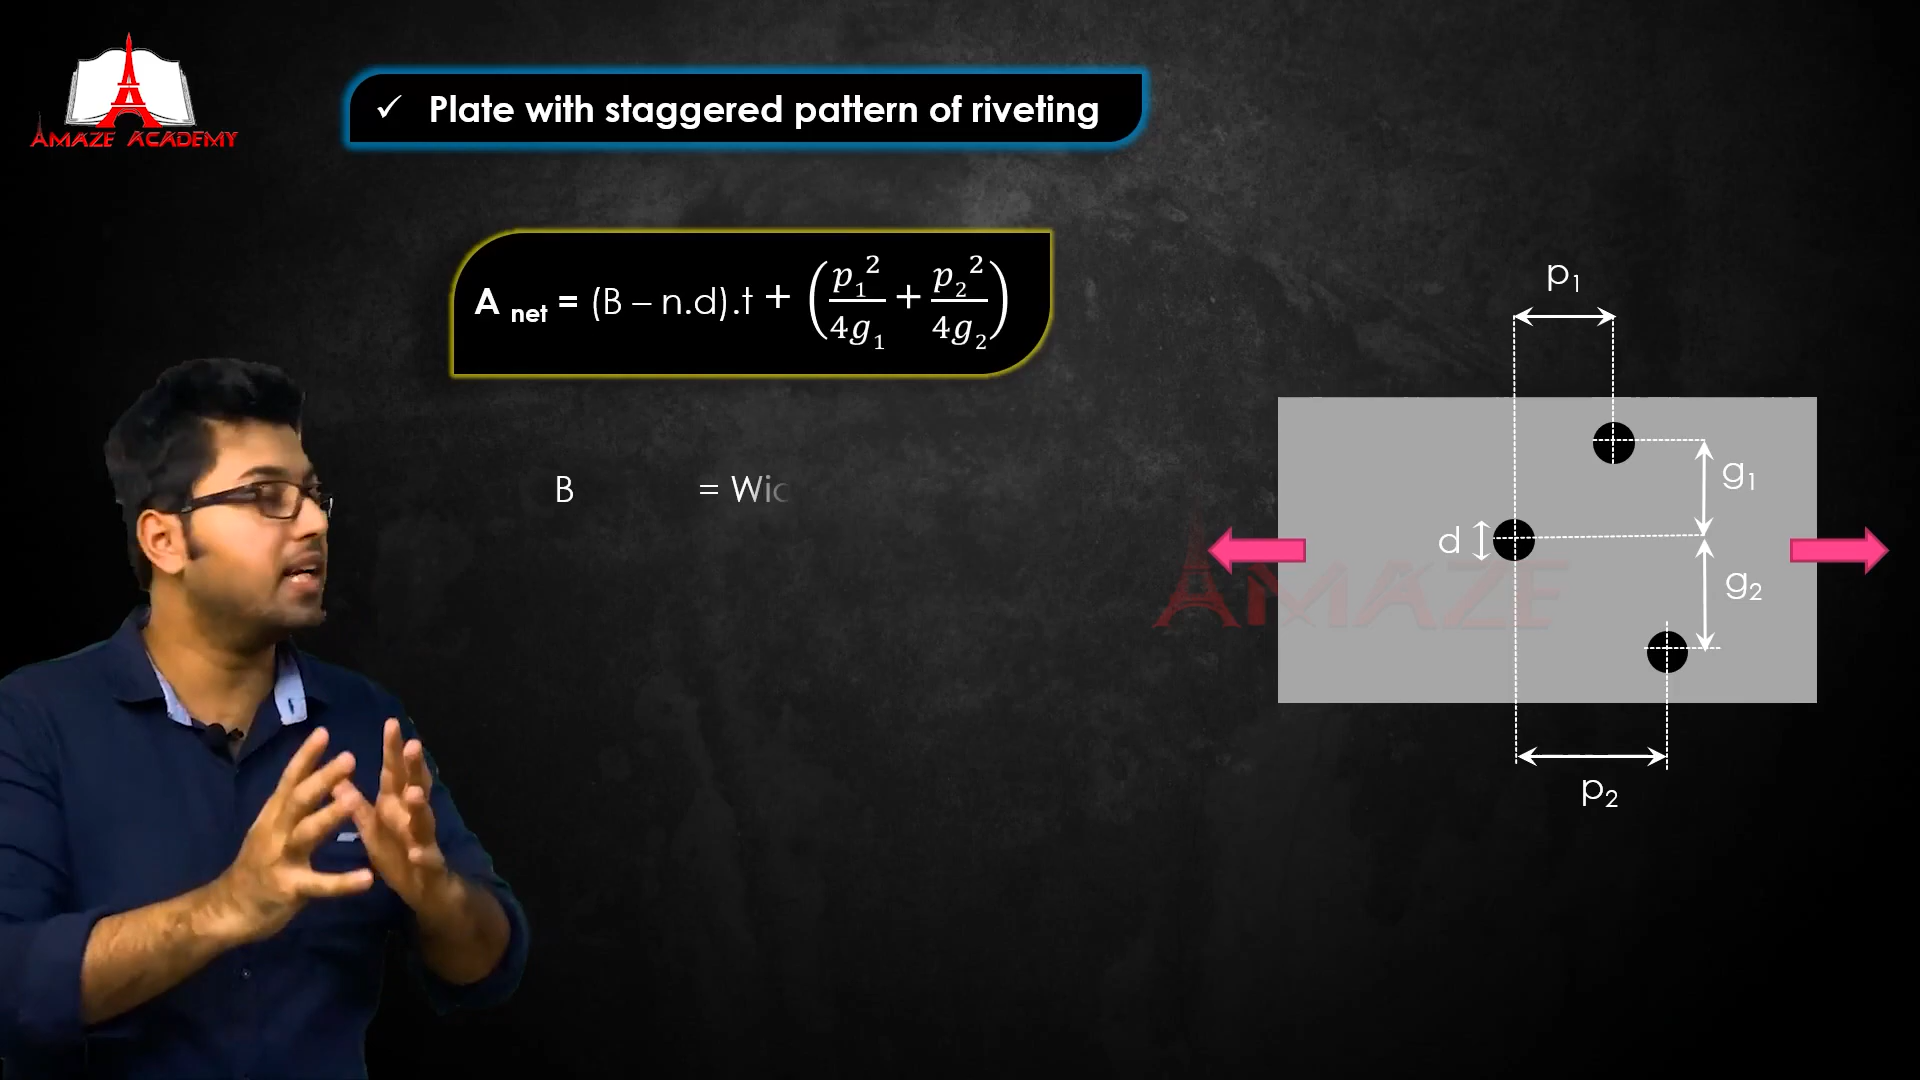 AMAZE ACADEMY
✓ Plate with staggered pattern of riveting
A net = (B – n.d).t + (p₁²/4g₁ + p₂²/4g₂)
p₁
g₁
B = Wic
d
g₂
AMAZE
p₂